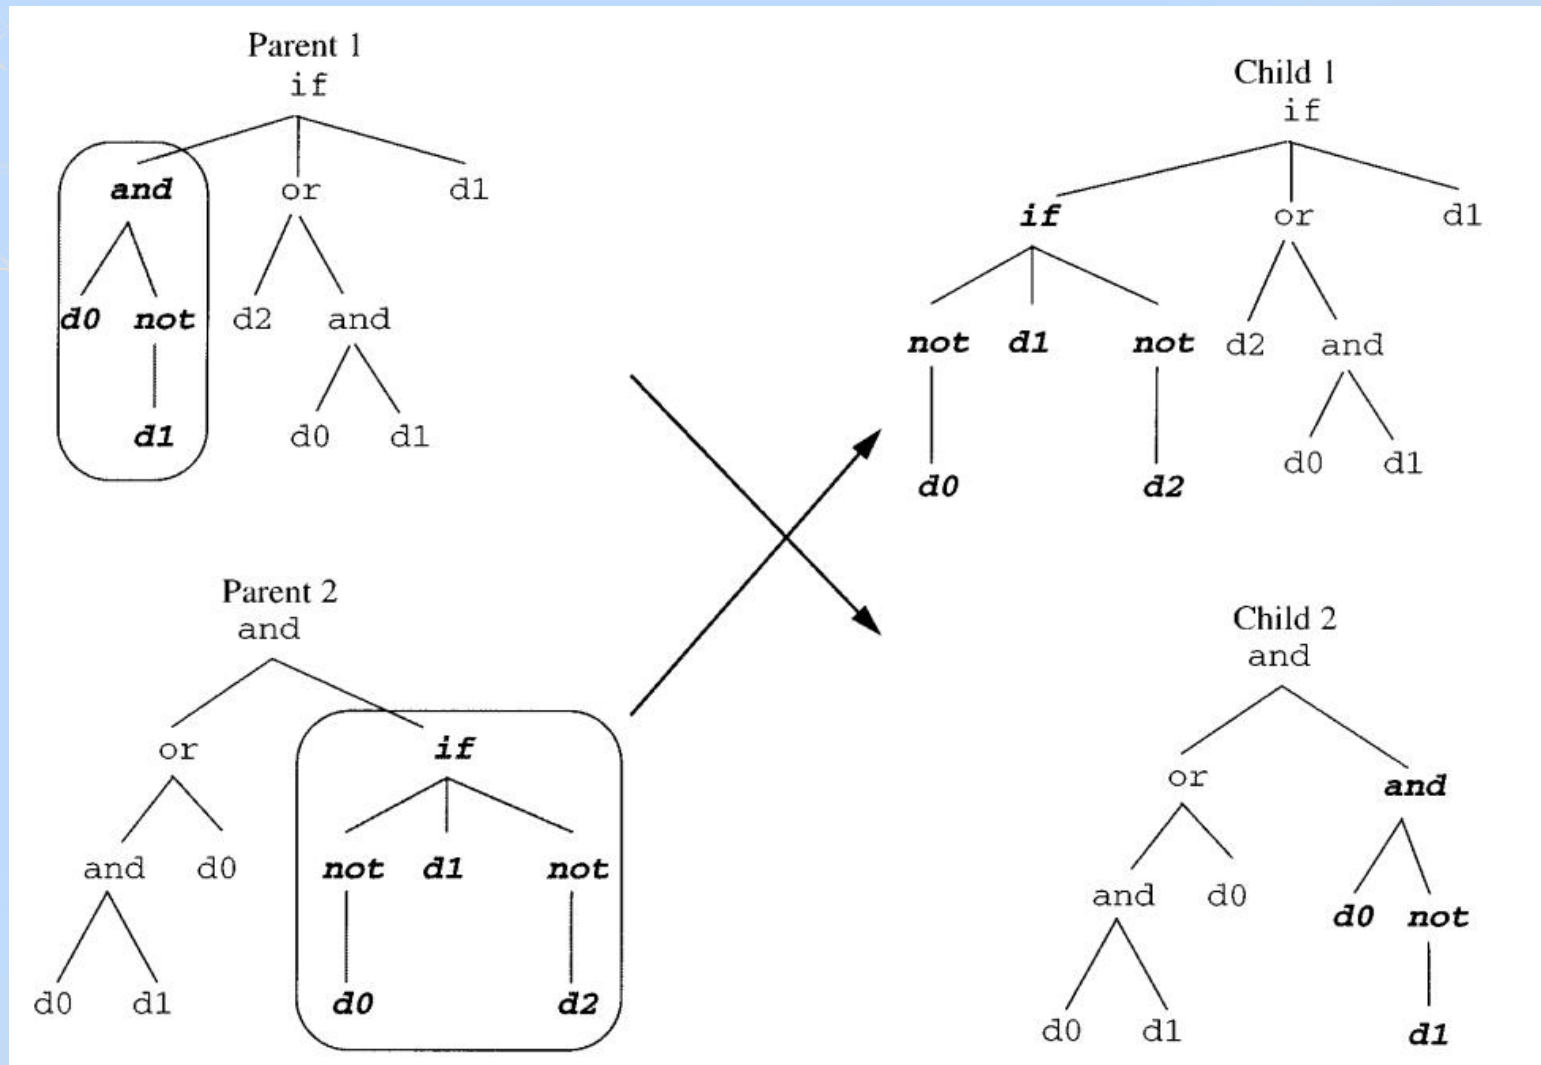 Parent 1
if
and or d1
d0 not d2 and
d1 d0 d1
Parent 2
and
or if
and d0 not d1 not
d0 d1 d0 d2
Child 1
if
if or d1
not d1 not d2 and
d0 d2 d0 d1
Child 2
and
or and
and d0 d0 not
d0 d1 d1